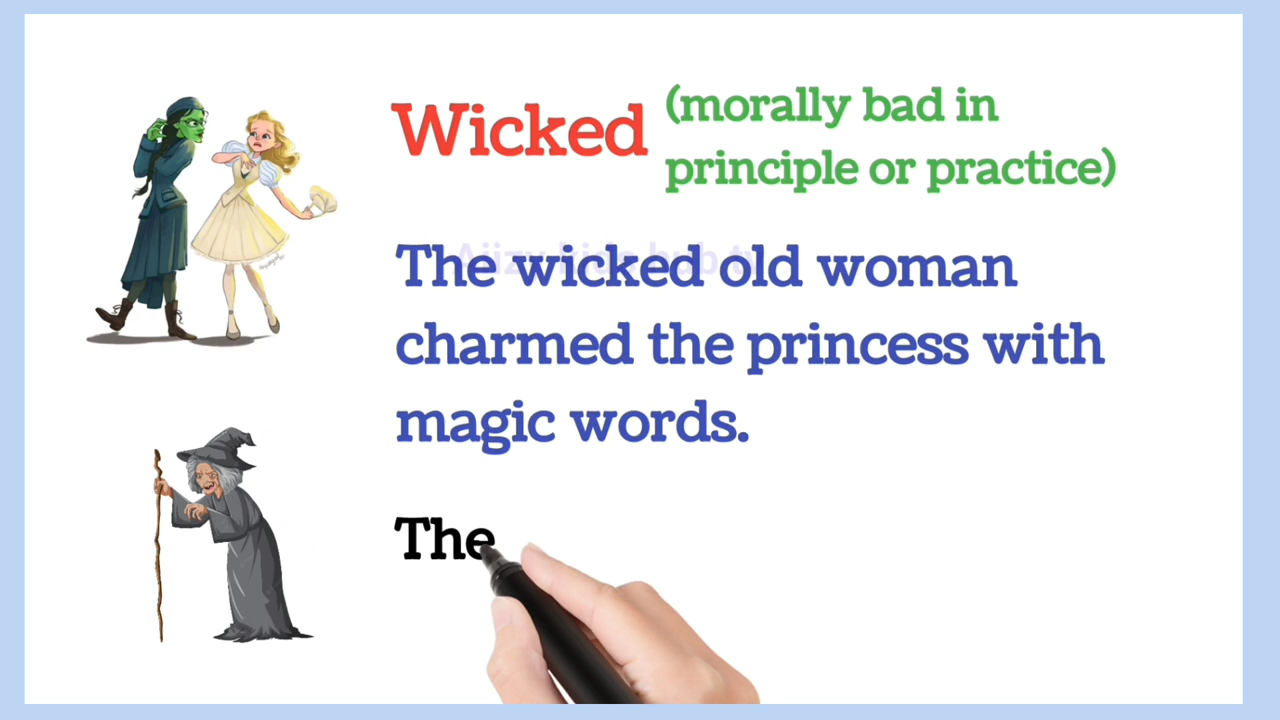 Wicked (morally bad in
principle or practice)
The wicked old woman
charmed the princess with
magic words.
The